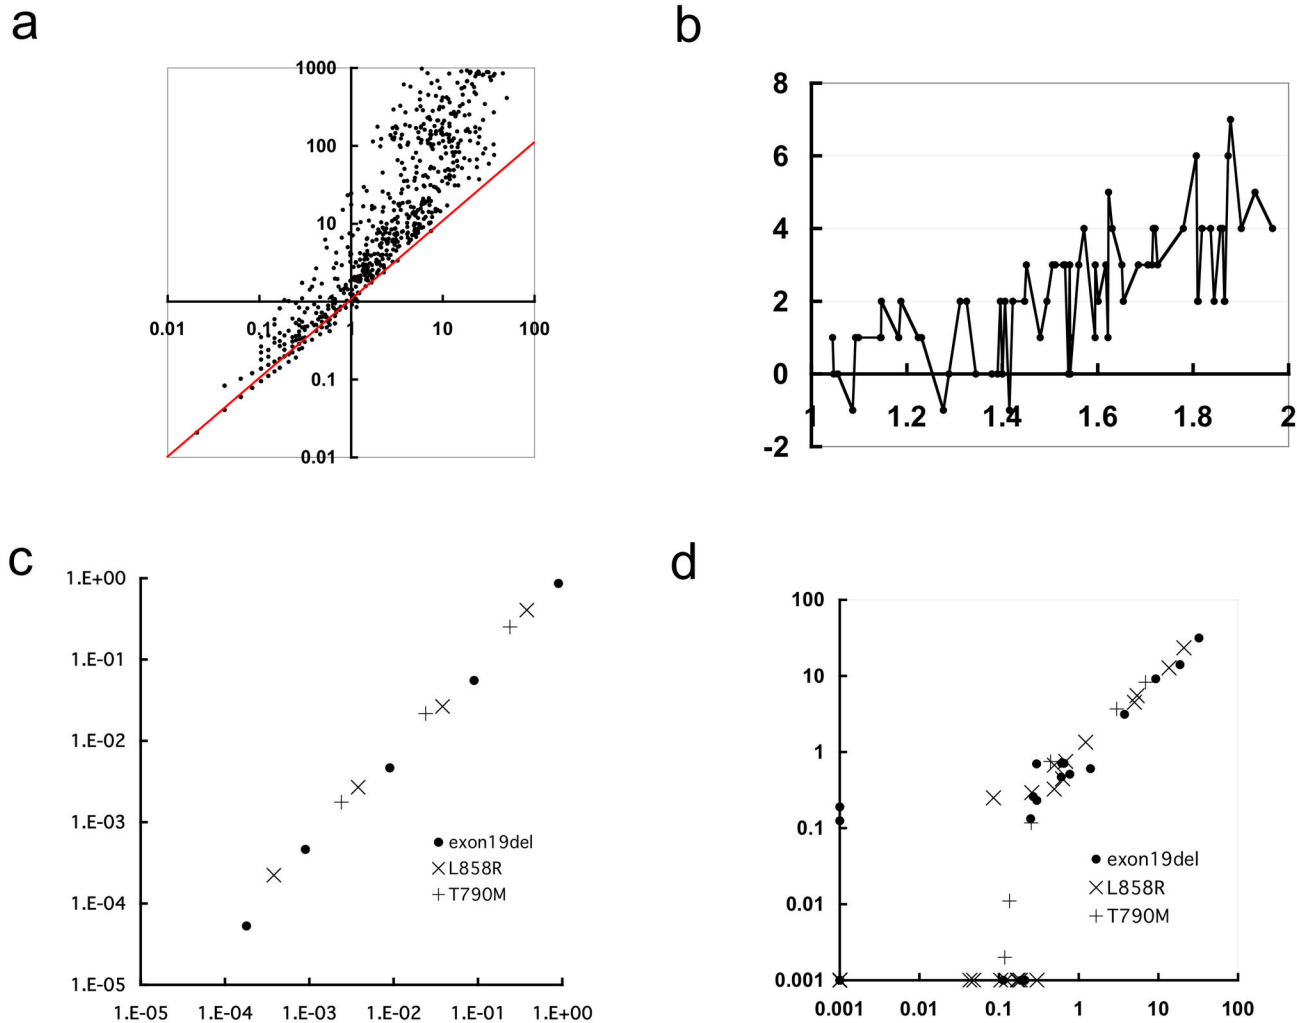 a
1000
100
10
0.01 0.1 1 10 100
0.1
0.01
b
8
6
4
2
0
1 1.2 1.4 1.6 1.8 2
-2
c
1.E+00
1.E-01
1.E-02
1.E-03
exon19del
L858R
T790M
1.E-04
1.E-05
1.E-05 1.E-04 1.E-03 1.E-02 1.E-01 1.E+00
d
100
10
1
0.1
exon19del
L858R
T790M
0.01
0.001
0.001 0.01 0.1 1 10 100